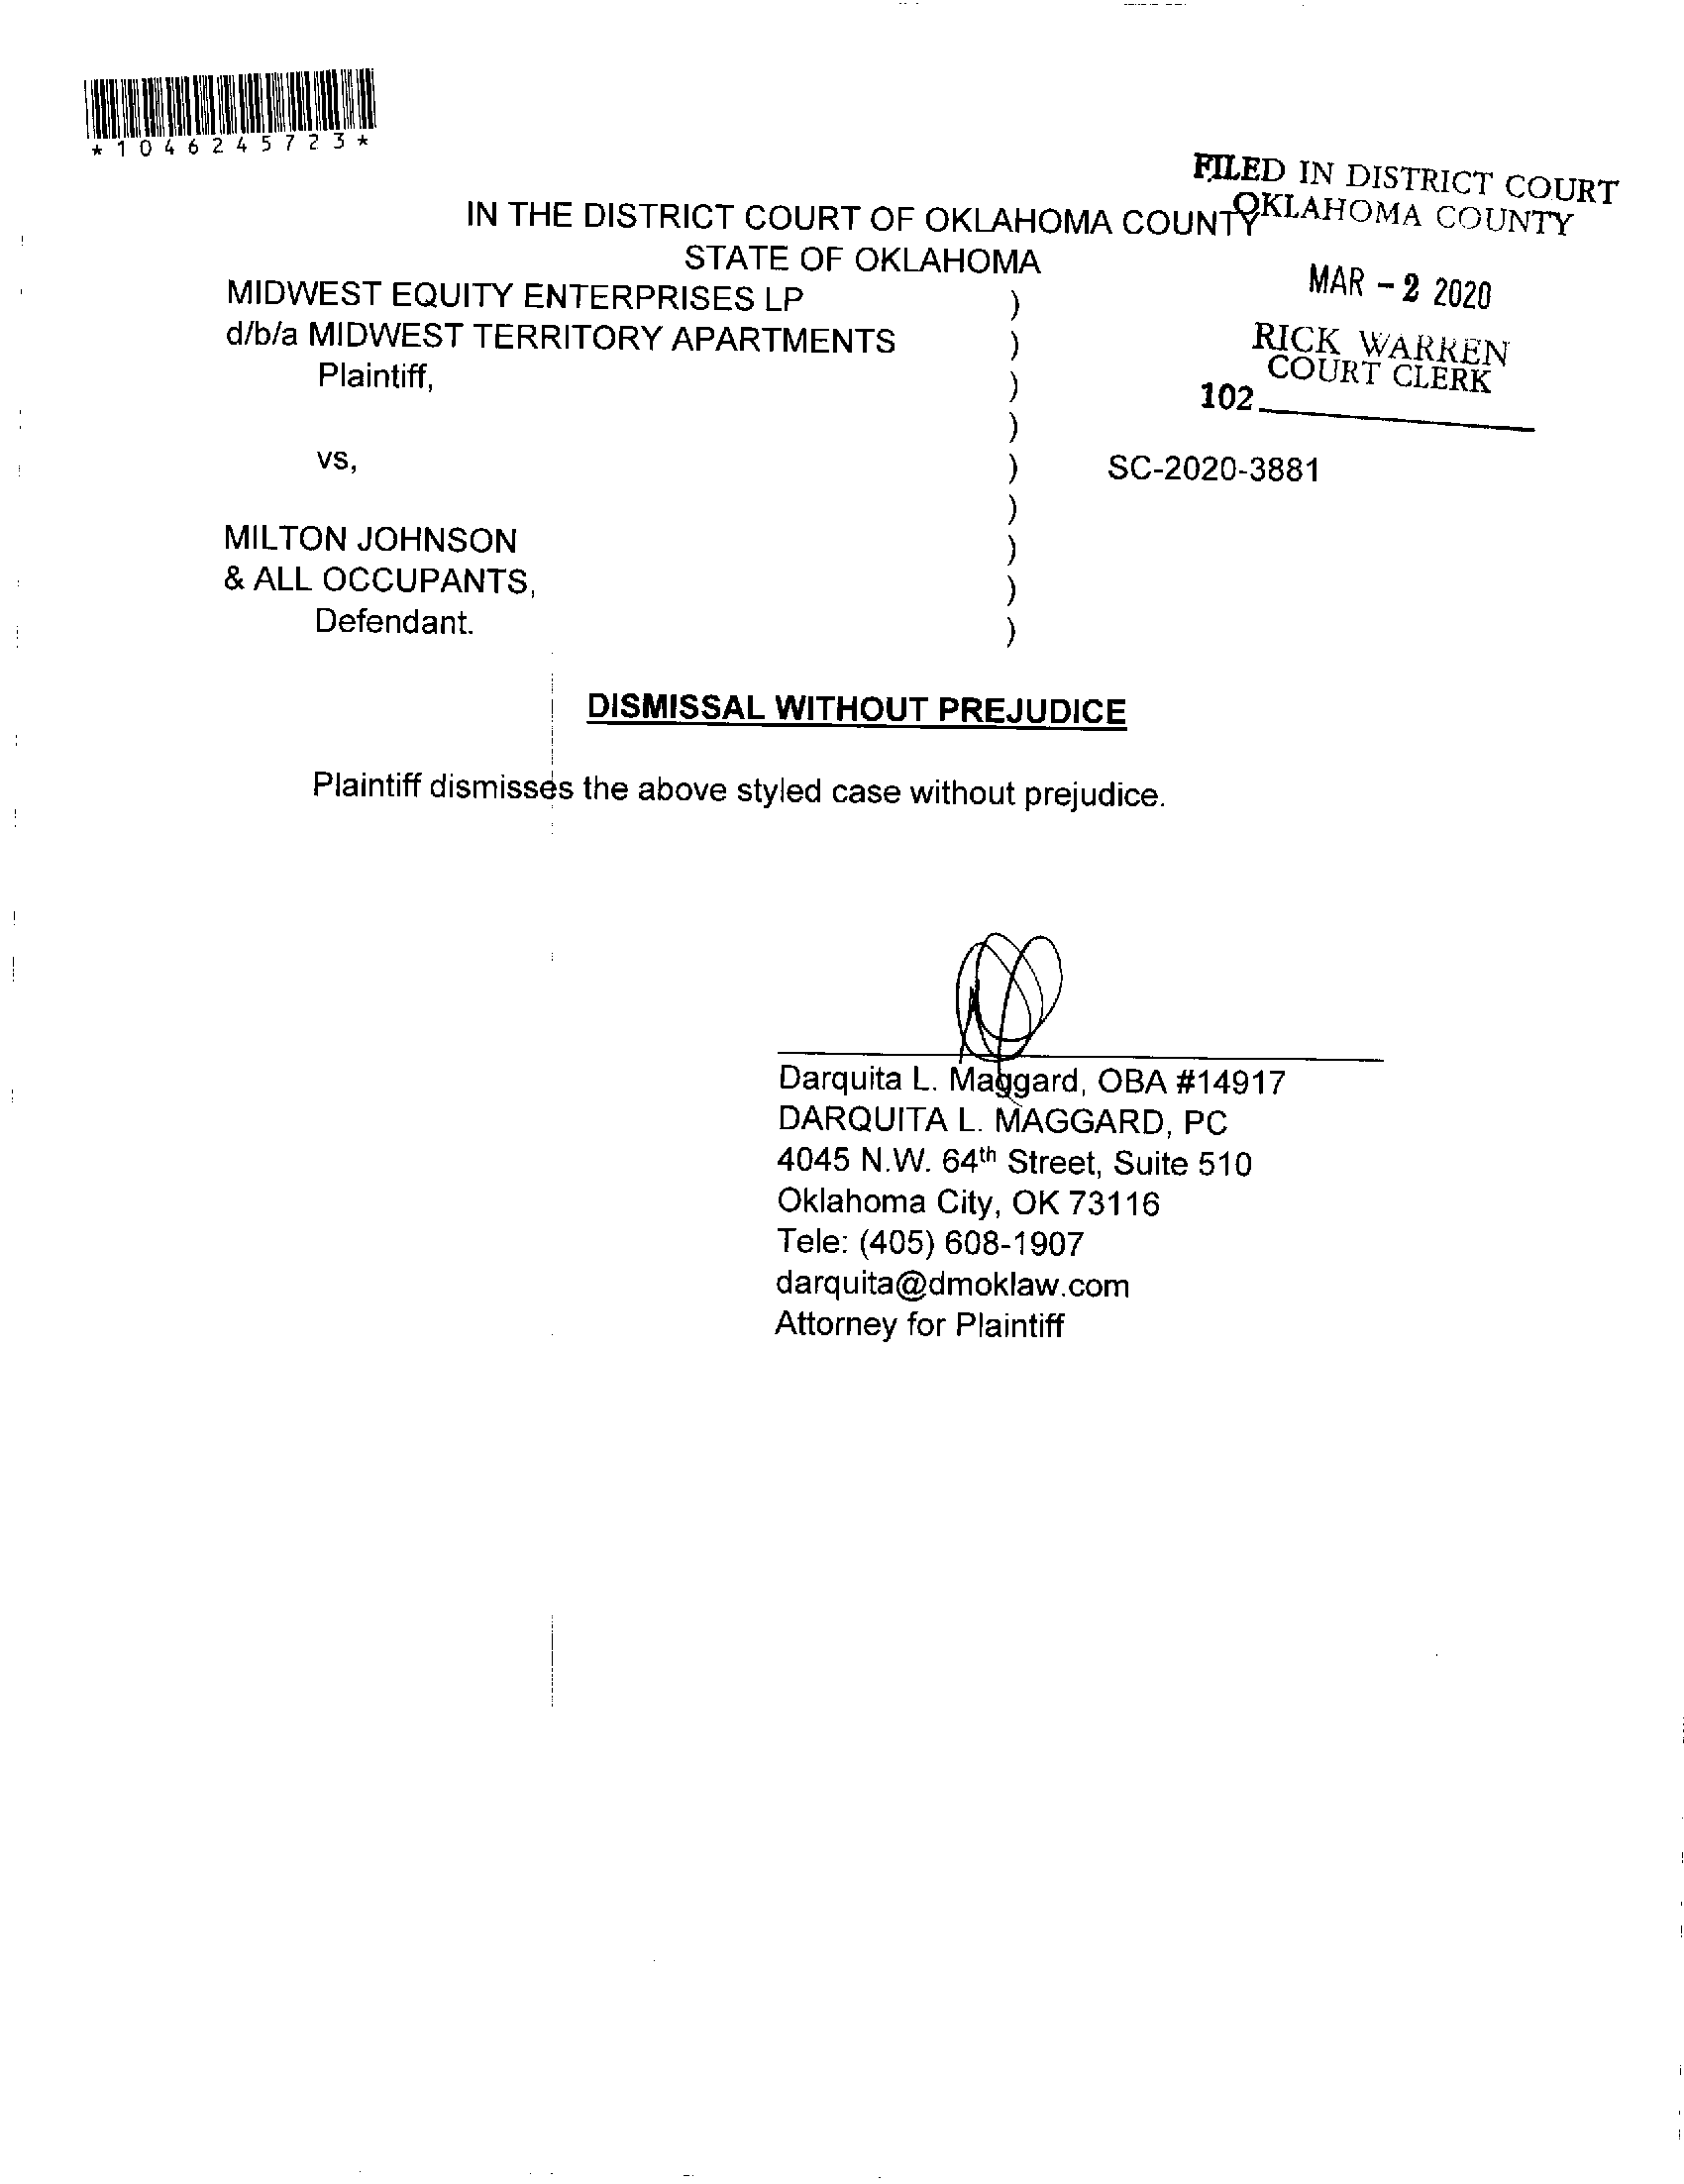 *1046245723*
FILED IN DISTRICT COURT
OKLAHOMA COUNTY
IN THE DISTRICT COURT OF OKLAHOMA COUNTY
STATE OF OKLAHOMA
MAR - 2 2020
RICK WARREN
COURT CLERK
102
MIDWEST EQUITY ENTERPRISES LP )
d/b/a MIDWEST TERRITORY APARTMENTS )
Plaintiff, )
)
vs, ) SC-2020-3881
)
MILTON JOHNSON )
& ALL OCCUPANTS, )
Defendant. )
DISMISSAL WITHOUT PREJUDICE
Plaintiff dismisses the above styled case without prejudice.
Darquita L. Maggard, OBA #14917
DARQUITA L. MAGGARD, PC
4045 N.W. 64th Street, Suite 510
Oklahoma City, OK 73116
Tele: (405) 608-1907
darquita@dmoklaw.com
Attorney for Plaintiff